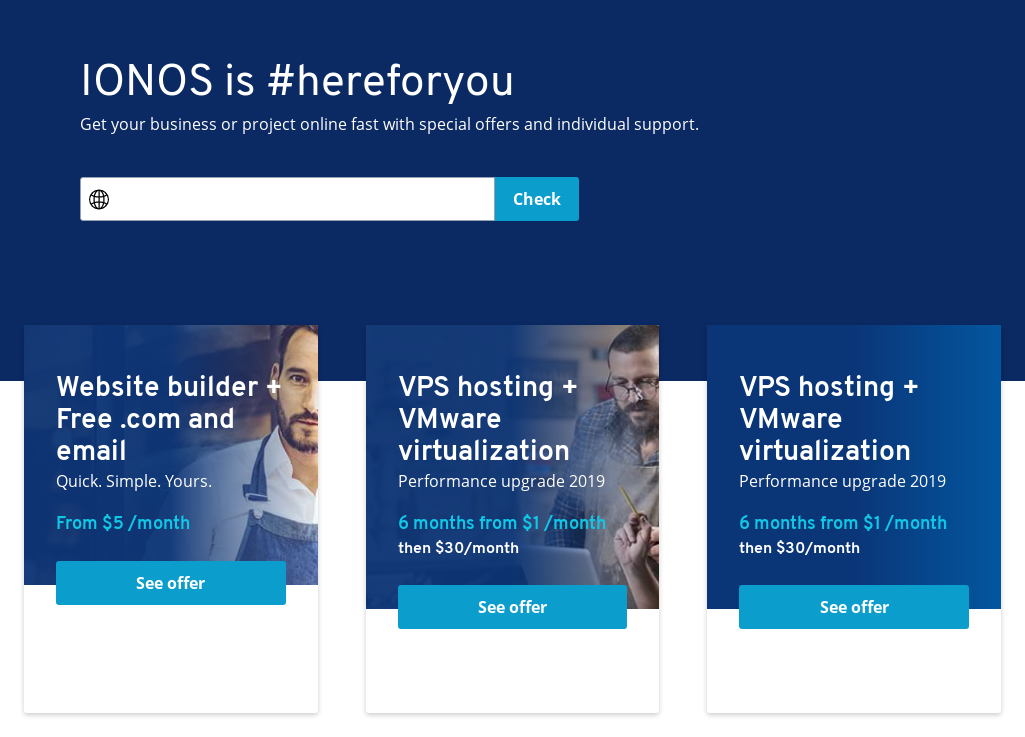 IONOS is #hereforyou
Get your business or project online fast with special offers and individual support.
Check
Website builder +
Free .com and
email
Quick. Simple. Yours.
From $5 /month
See offer
VPS hosting +
VMware
virtualization
Performance upgrade 2019
6 months from $1 /month
then $30/month
See offer
VPS hosting +
VMware
virtualization
Performance upgrade 2019
6 months from $1 /month
then $30/month
See offer